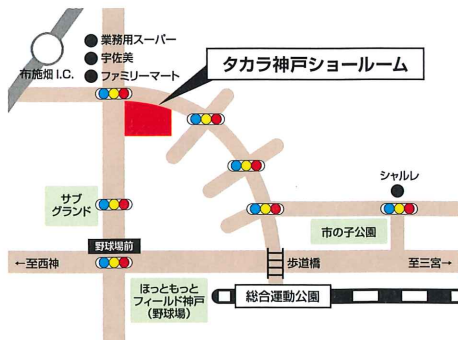 業務用スーパー
宇佐美
ファミリーマート
布施畑 I.C.
タカラ神戸ショールーム
シャルレ
サブ
グランド
市の子公園
野球場前
←至西神
歩道橋
至三宮→
ほっともっと
フィールド神戸
(野球場)
総合運動公園